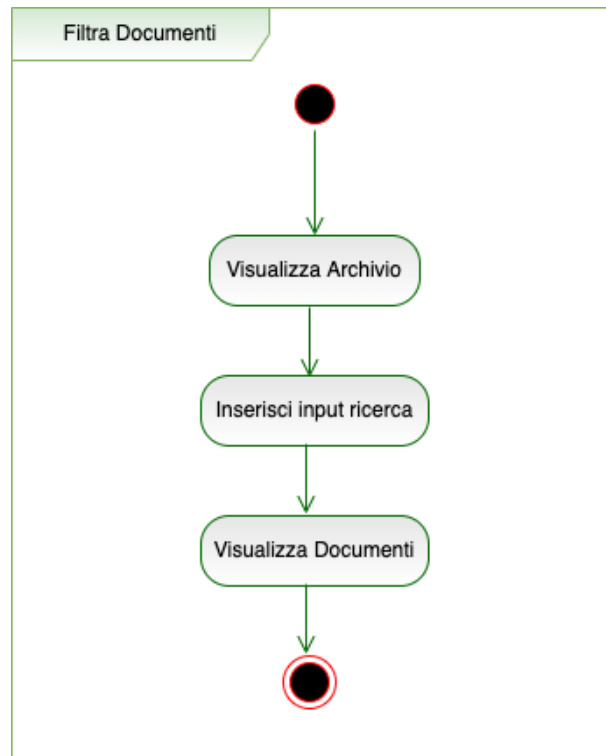 Filtra Documenti
Visualizza Archivio
Inserisci input ricerca
Visualizza Documenti